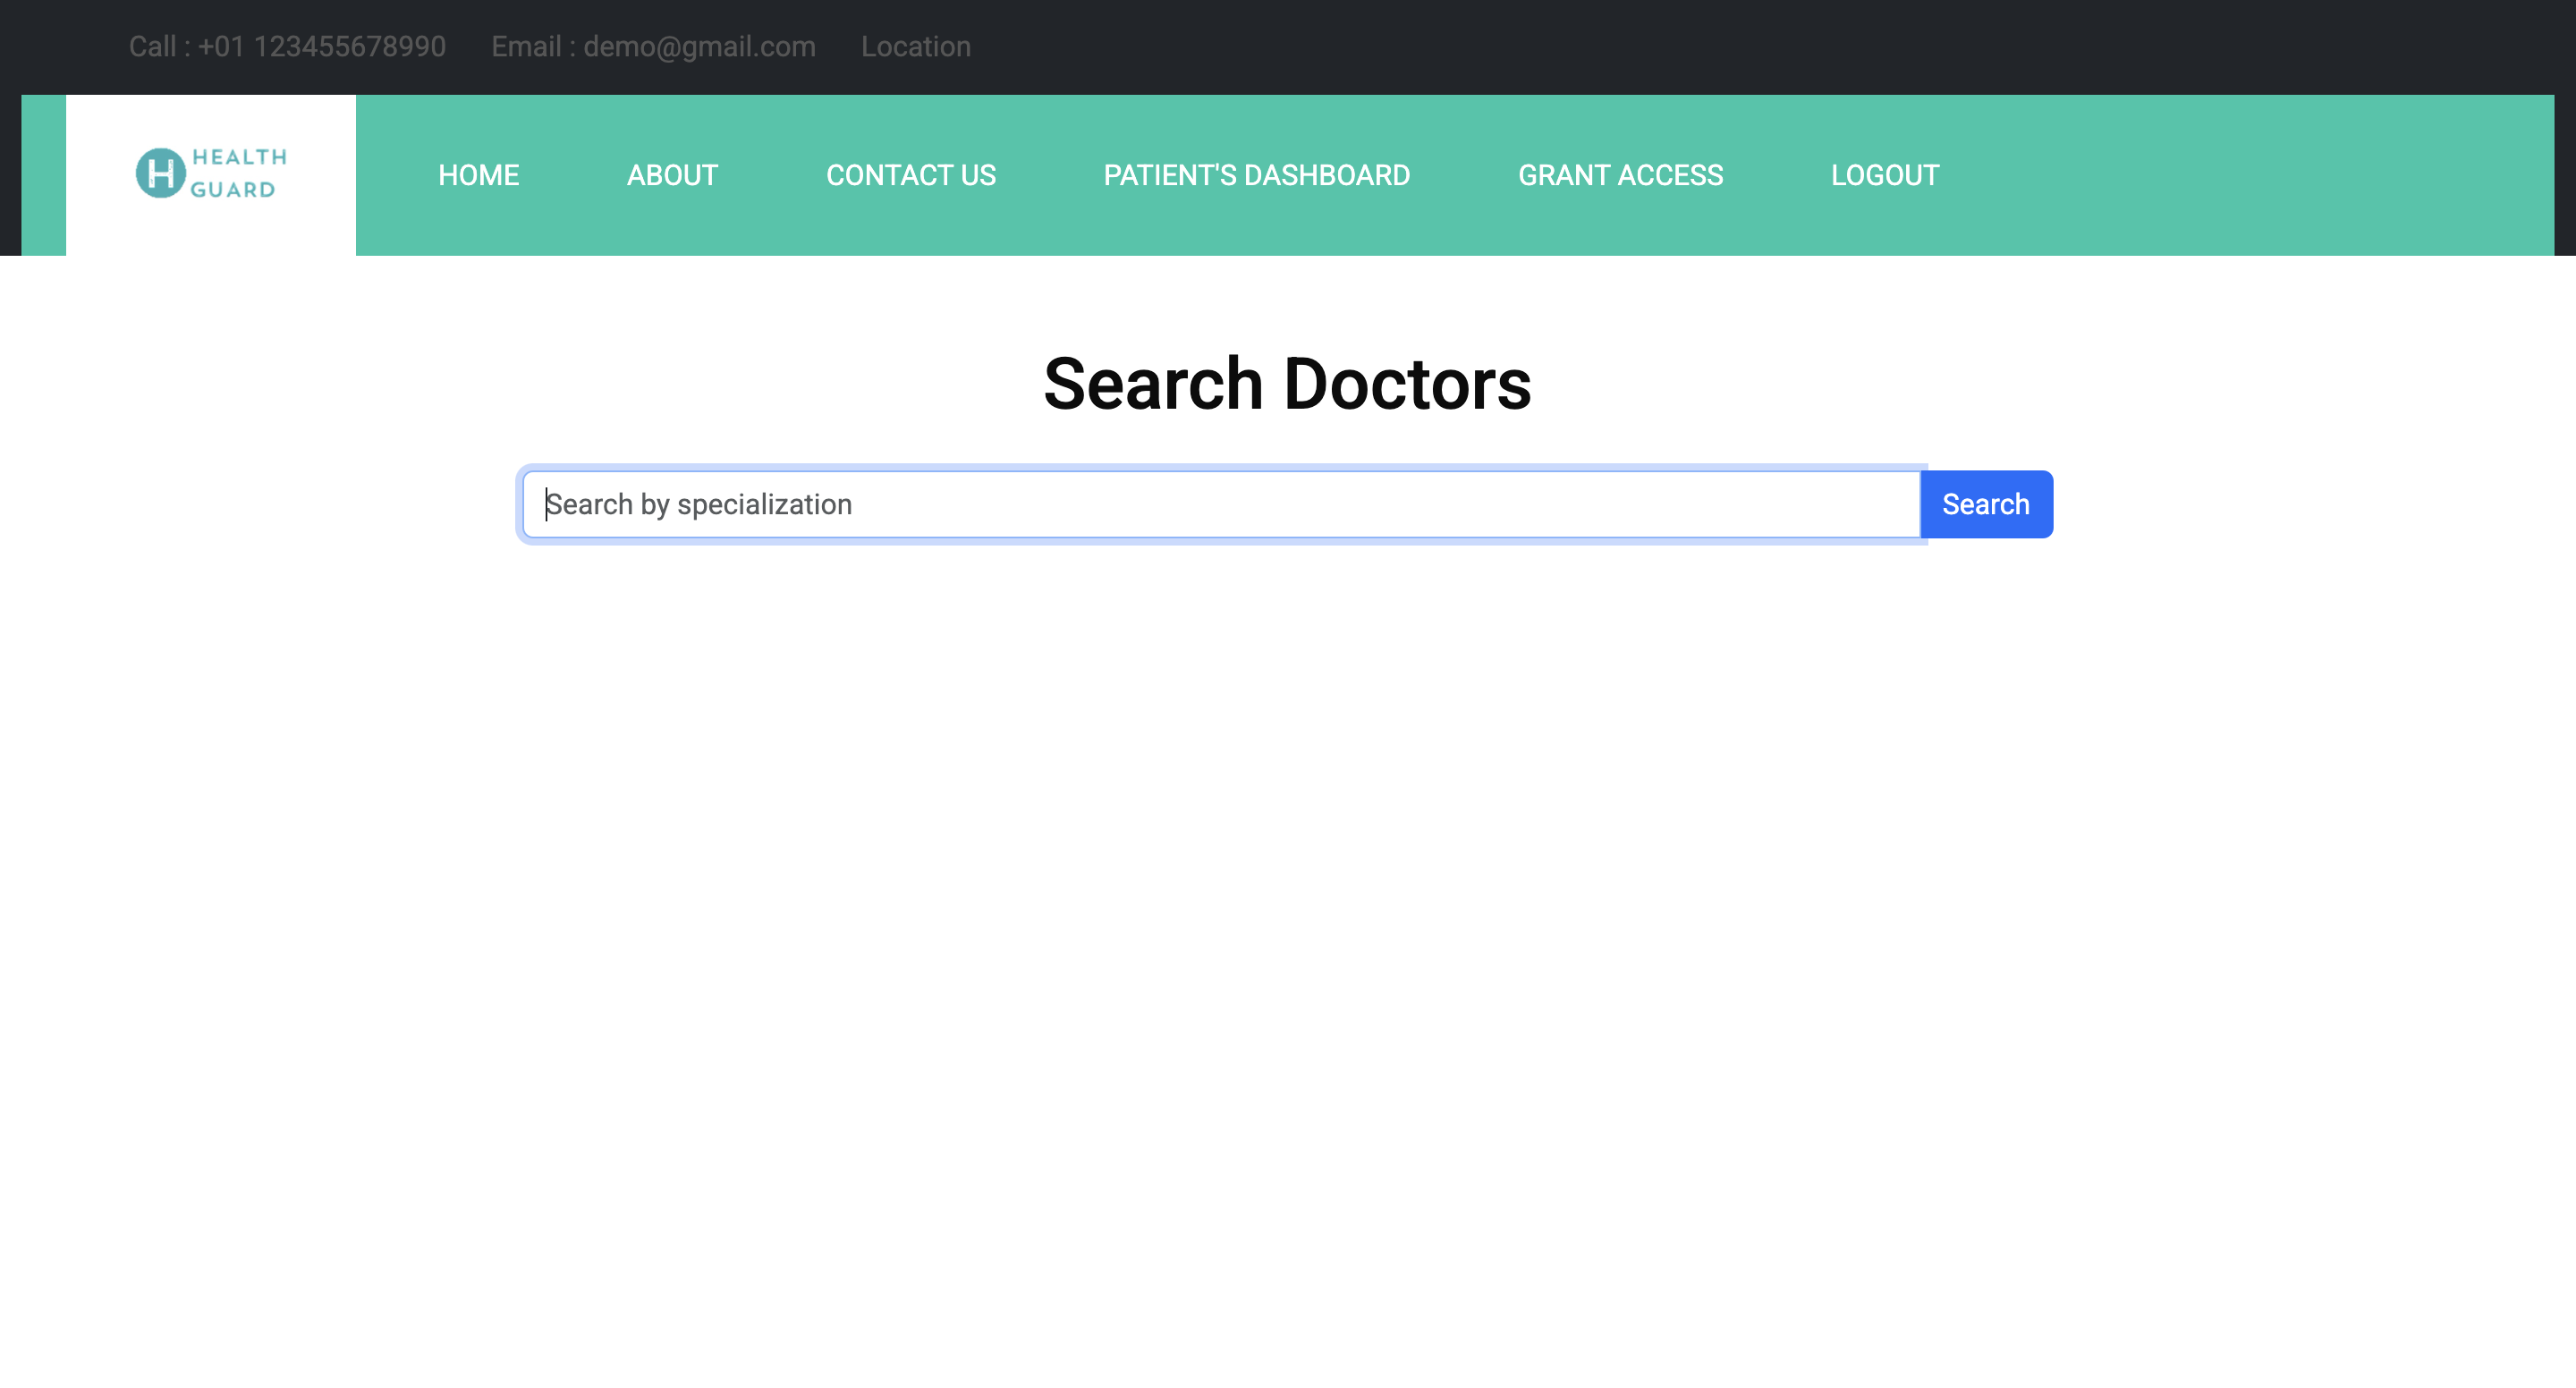 Call : +01 123455678990 Email : demo@gmail.com Location
H HEALTH GUARD
HOME ABOUT CONTACT US PATIENT'S DASHBOARD GRANT ACCESS LOGOUT
Search Doctors
Search by specialization Search